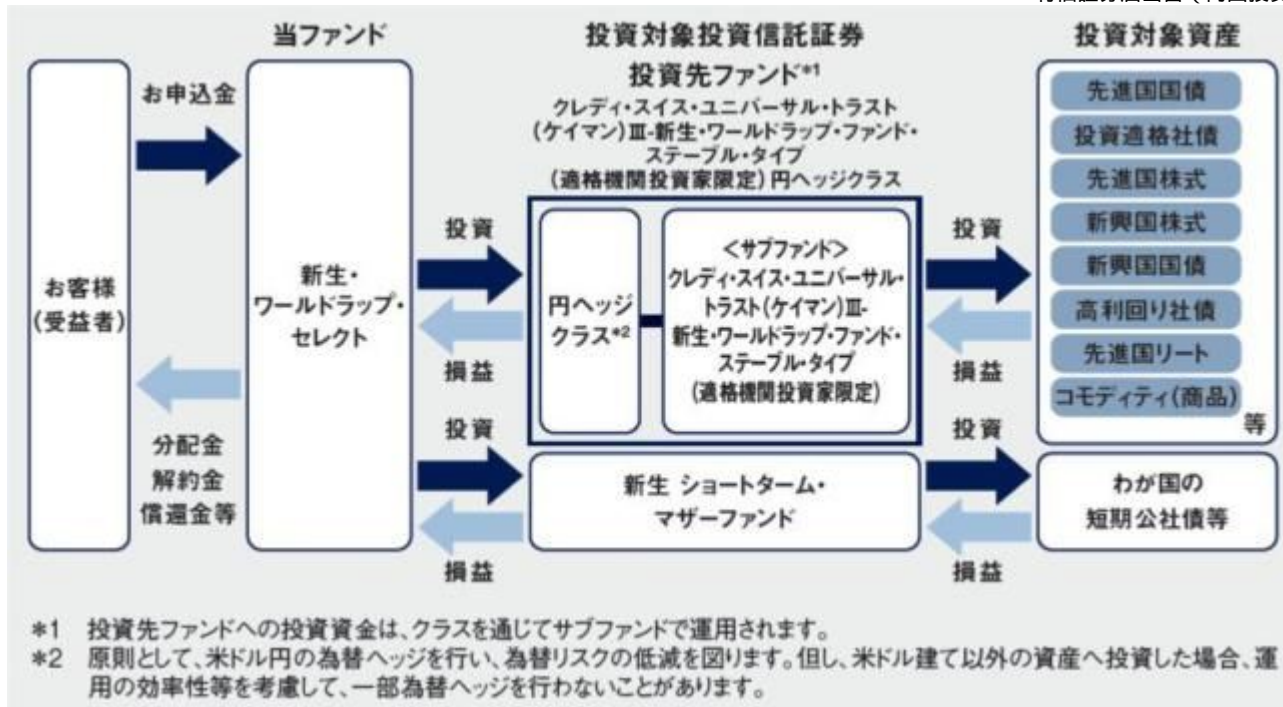 当ファンド
投資対象投資信託証券
投資対象資産
投資先ファンド*1
クレディ・スイス・ユニバーサル・トラスト
(ケイマン)Ⅲ-新生・ワールドラップ・ファンド・
ステーブル・タイプ
(適格機関投資家限定)円ヘッジクラス
お客様
(受益者)
お申込金
分配金
解約金
償還金等
新生・
ワールドラップ・
セレクト
投資
損益
投資
損益
円ヘッジ
クラス*2
<サブファンド>
クレディ・スイス・ユニバーサル・
トラスト(ケイマン)Ⅲ-
新生・ワールドラップ・ファンド・
ステーブル・タイプ
(適格機関投資家限定)
新生 ショートターム・
マザーファンド
投資
損益
投資
損益
先進国国債
投資適格社債
先進国株式
新興国株式
新興国国債
高利回り社債
先進国リート
コモディティ(商品)
等
わが国の
短期公社債等
*1 投資先ファンドへの投資資金は、クラスを通じてサブファンドで運用されます。
*2 原則として、米ドル円の為替ヘッジを行い、為替リスクの低減を図ります。但し、米ドル建て以外の資産へ投資した場合、運
用の効率性等を考慮して、一部為替ヘッジを行わないことがあります。